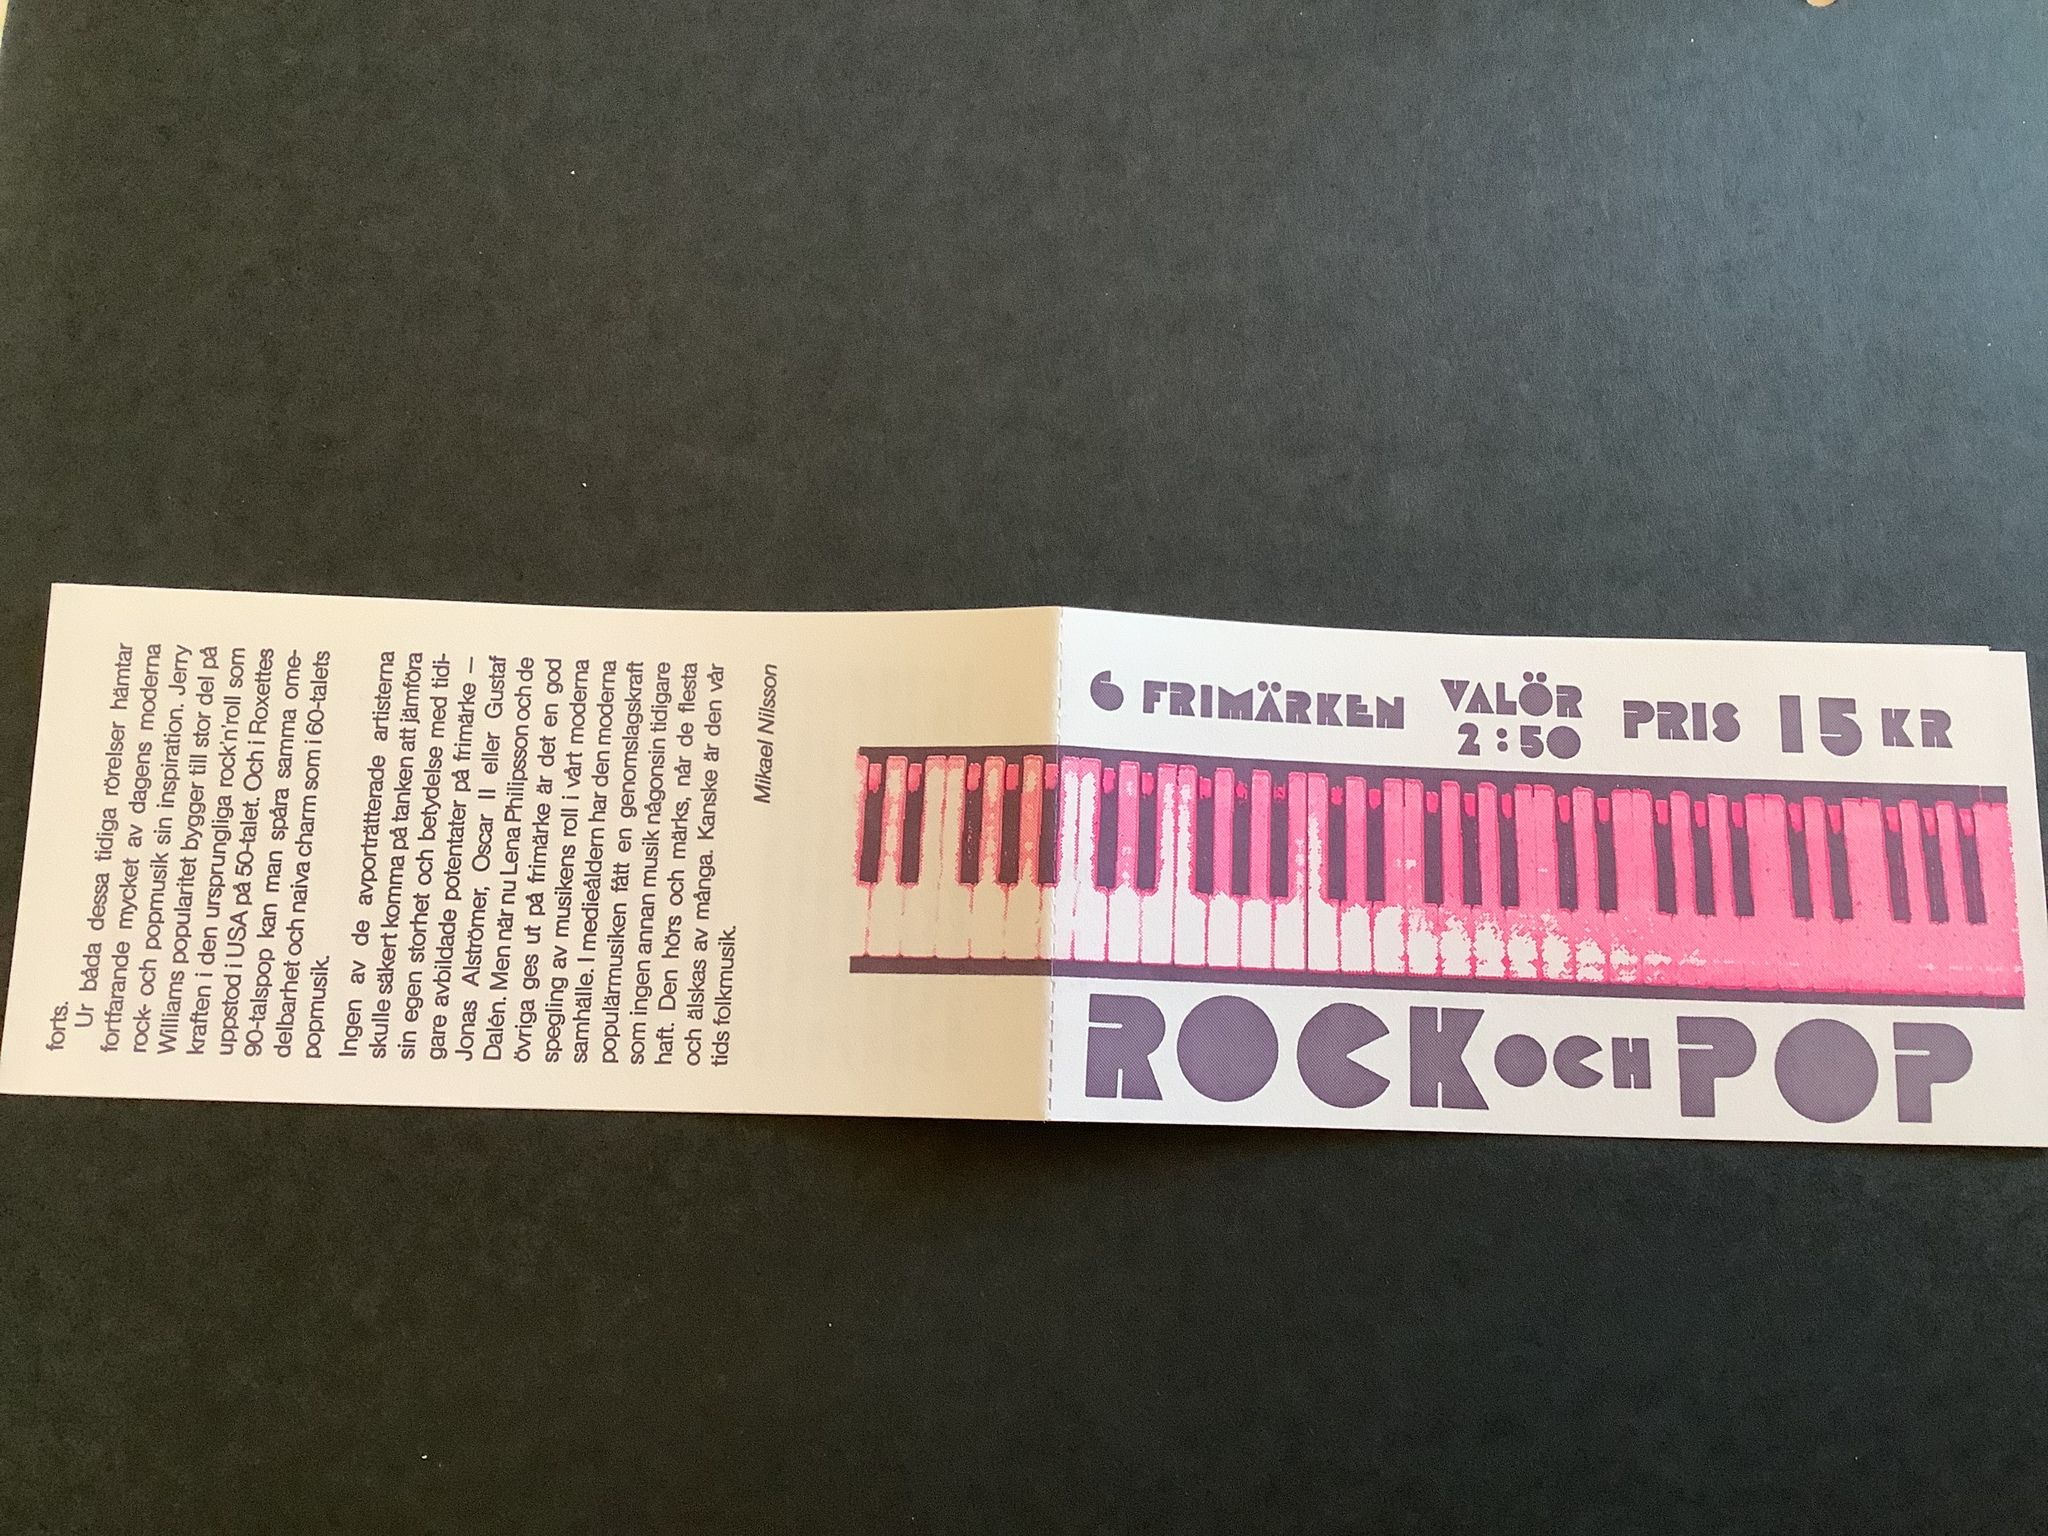 forts.
Ur båda dessa tidiga rörelser hämtar
fortfarande mycket av dagens moderna
rock- och popmusik sin inspiration. Jerry
Williams popularitet bygger till stor del på
kraften i den ursprungliga rock'n'roll som
uppstod i USA på 50-talet. Och i Roxettes
90-talspop kan man spåra samma ome-
delbarhet och naiva charm som i 60-talets
popmusik.
Ingen av de avporträtterade artisterna
skulle säkert komma på tanken att jämföra
sin egen storhet och betydelse med tidi-
gare avbildade potentater på frimärke —
Jonas Alströmer, Oscar II eller Gustaf
Dalén. Men när nu Lena Philipsson och de
övriga ges ut på frimärke är det en god
spegling av musikens roll i vårt moderna
samhälle. I medieåldern har den moderna
populärmusiken fått en genomslagskraft
som ingen annan musik någonsin tidigare
haft. Den hörs och märks, når de flesta
och älskas av många. Kanske är den vår
tids folkmusik.
Mikael Nilsson
6 FRIMÄRKEN VALÖR 2:50 PRIS 15 KR
ROCK OCH POP